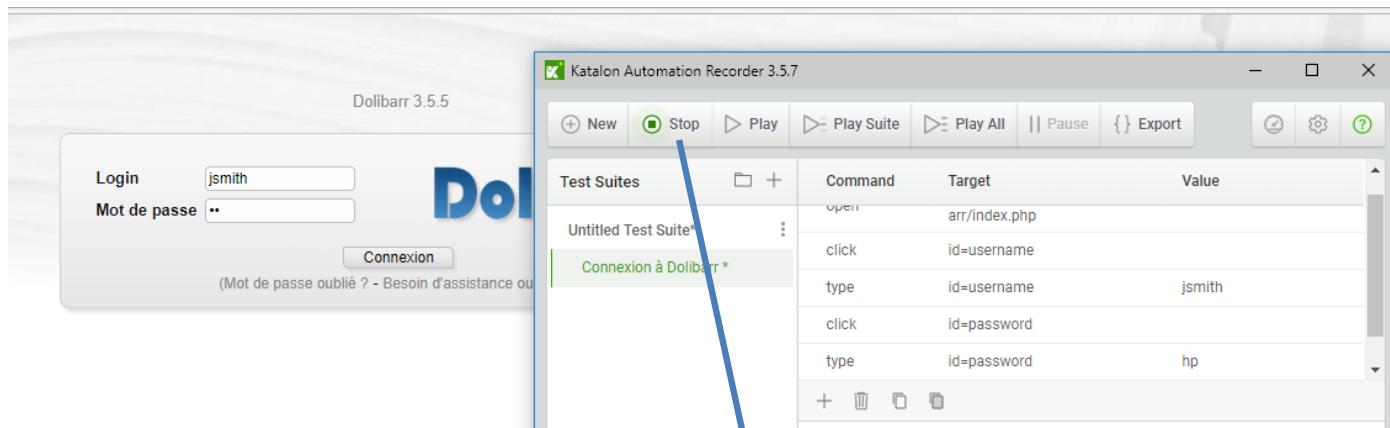 Katalon Automation Recorder 3.5.7
Dolibarr 3.5.5
New Stop Play Play Suite Play All Pause Export
Login jsmith
Mot de passe ••
Dol
Connexion
(Mot de passe oublié ? - Besoin d'assistance ou
Test Suites
Untitled Test Suite*
Connexion à Dolibarr *
Command Target Value
open arr/index.php
click id=username
type id=username jsmith
click id=password
type id=password hp